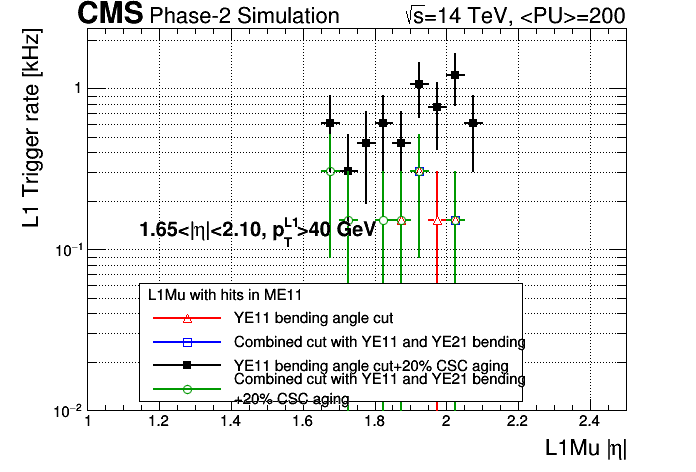 CMS Phase-2 Simulation √s=14 TeV, <PU>=200
L1 Trigger rate [kHz]
1
10⁻¹
10⁻²
1.65<|η|<2.10, p_T^L1>40 GeV
L1Mu with hits in ME11
YE11 bending angle cut
Combined cut with YE11 and YE21 bending
YE11 bending angle cut+20% CSC aging
Combined cut with YE11 and YE21 bending
+20% CSC aging
1 1.2 1.4 1.6 1.8 2 2.2 2.4
L1Mu |η|